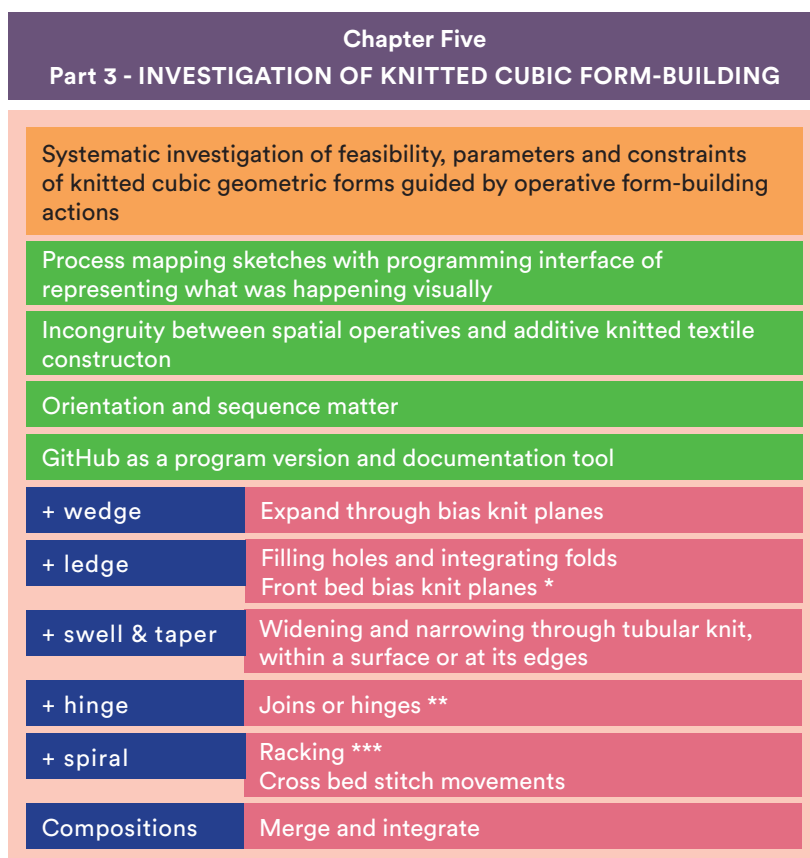 Chapter Five
Part 3 - INVESTIGATION OF KNITTED CUBIC FORM-BUILDING
Systematic investigation of feasibility, parameters and constraints
of knitted cubic geometric forms guided by operative form-building
actions
Process mapping sketches with programming interface of
representing what was happening visually
Incongruity between spatial operatives and additive knitted textile
constructon
Orientation and sequence matter
GitHub as a program version and documentation tool
+ wedge
Expand through bias knit planes
+ ledge
Filling holes and integrating folds
Front bed bias knit planes *
+ swell & taper
Widening and narrowing through tubular knit,
within a surface or at its edges
+ hinge
Joins or hinges **
+ spiral
Racking ***
Cross bed stitch movements
Compositions
Merge and integrate